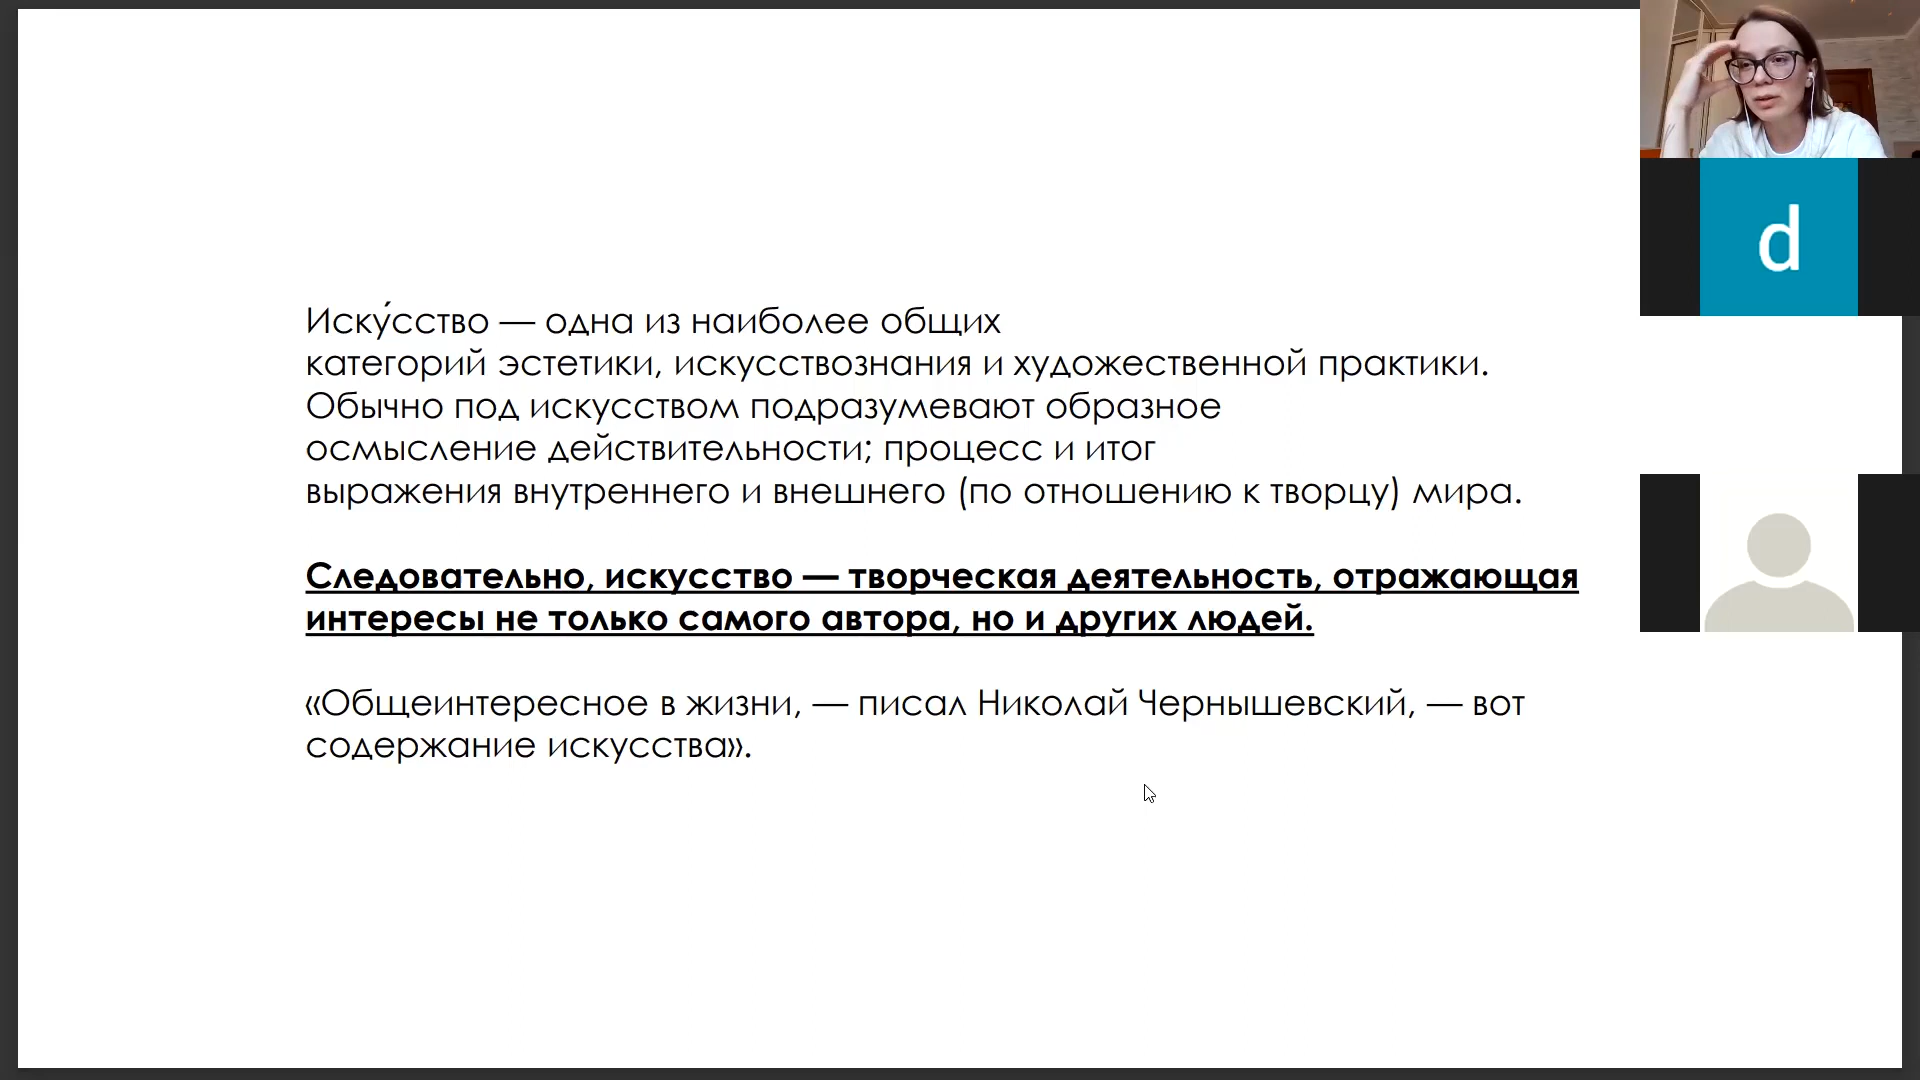 Иску́сство — одна из наиболее общих
категорий эстетики, искусствознания и художественной практики.
Обычно под искусством подразумевают образное
осмысление действительности; процесс и итог
выражения внутреннего и внешнего (по отношению к творцу) мира.
Следовательно, искусство — творческая деятельность, отражающая
интересы не только самого автора, но и других людей.
«Общеинтересное в жизни, — писал Николай Чернышевский, — вот
содержание искусства».
d